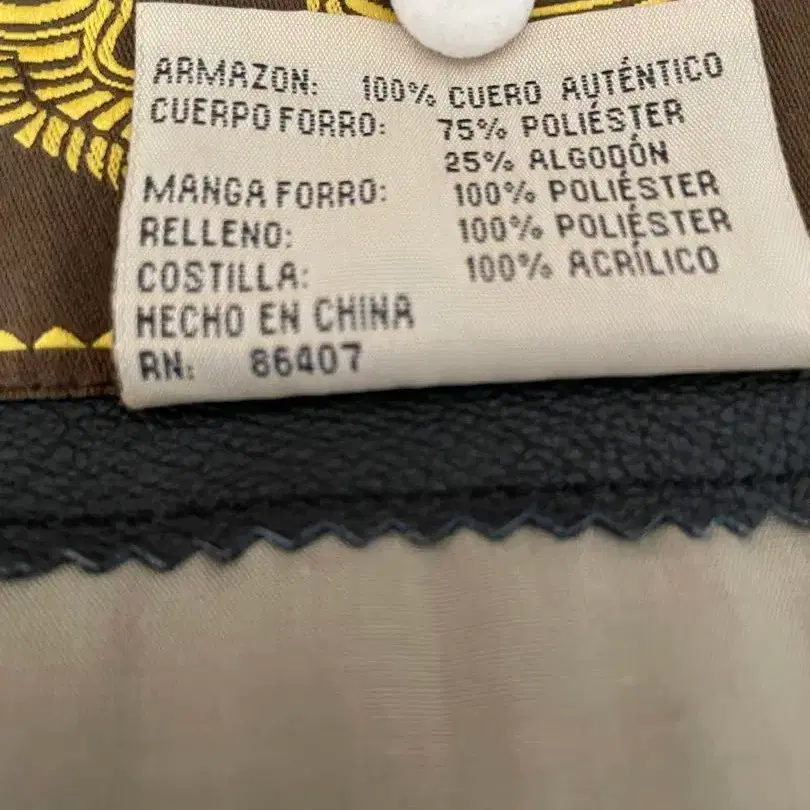 ARMAZON: 100% CUERO AUTÉNTICO
CUERPO FORRO: 75% POLIÉSTER
25% ALGODÓN
MANGA FORRO: 100% POLIÉSTER
RELLENO: 100% POLIÉSTER
COSTILLA: 100% ACRÍLICO
HECHO EN CHINA
RN: 86407